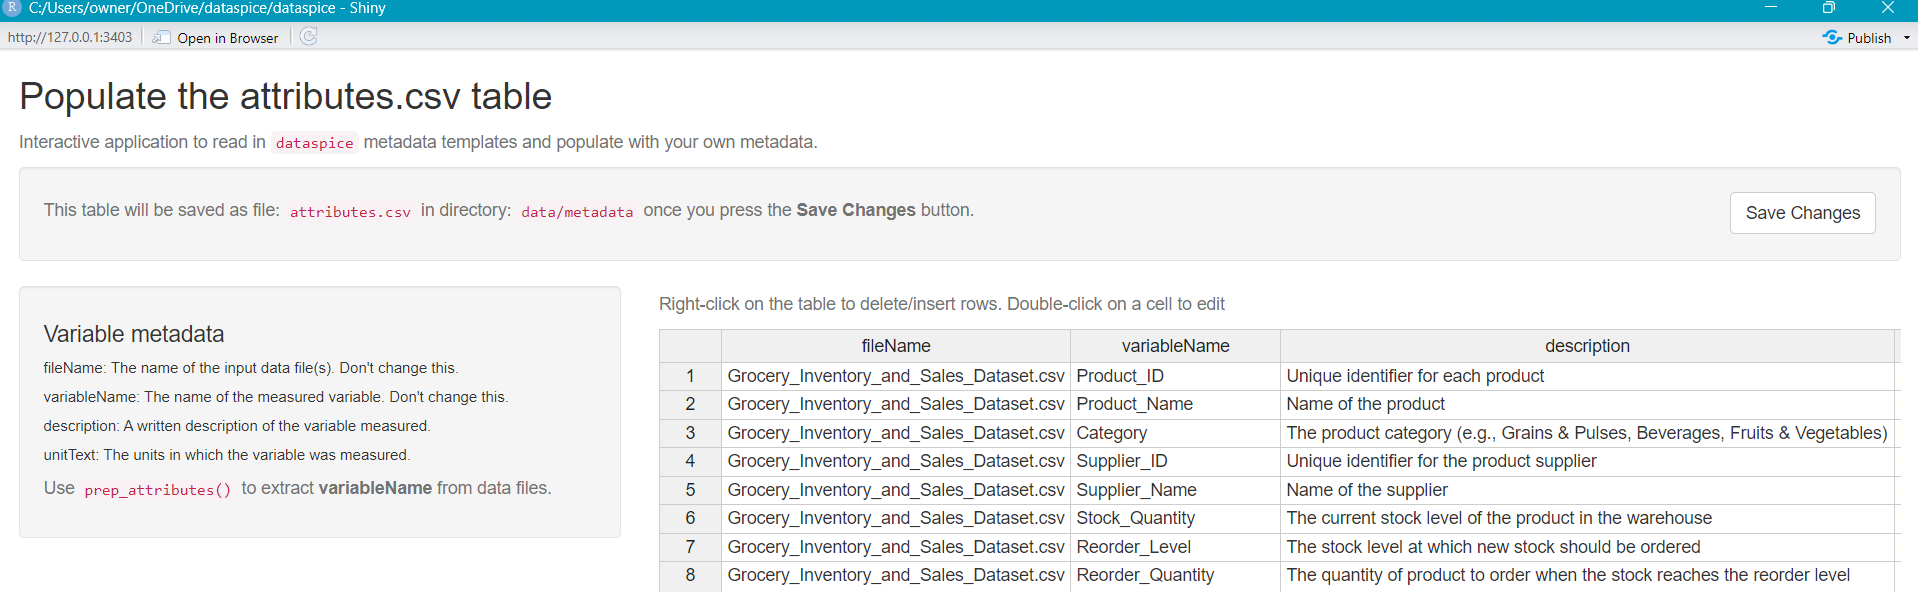 R C:/Users/owner/OneDrive/dataspice/dataspice - Shiny
http://127.0.0.1:3403 Open in Browser Publish
Populate the attributes.csv table
Interactive application to read in dataspice metadata templates and populate with your own metadata.
This table will be saved as file: attributes.csv in directory: data/metadata once you press the Save Changes button.
Save Changes
Variable metadata
fileName: The name of the input data file(s). Don't change this.
variableName: The name of the measured variable. Don't change this.
description: A written description of the variable measured.
unitText: The units in which the variable was measured.
Use prep_attributes() to extract variableName from data files.
Right-click on the table to delete/insert rows. Double-click on a cell to edit
fileName variableName description
1 Grocery_Inventory_and_Sales_Dataset.csv Product_ID Unique identifier for each product
2 Grocery_Inventory_and_Sales_Dataset.csv Product_Name Name of the product
3 Grocery_Inventory_and_Sales_Dataset.csv Category The product category (e.g., Grains & Pulses, Beverages, Fruits & Vegetables)
4 Grocery_Inventory_and_Sales_Dataset.csv Supplier_ID Unique identifier for the product supplier
5 Grocery_Inventory_and_Sales_Dataset.csv Supplier_Name Name of the supplier
6 Grocery_Inventory_and_Sales_Dataset.csv Stock_Quantity The current stock level of the product in the warehouse
7 Grocery_Inventory_and_Sales_Dataset.csv Reorder_Level The stock level at which new stock should be ordered
8 Grocery_Inventory_and_Sales_Dataset.csv Reorder_Quantity The quantity of product to order when the stock reaches the reorder level